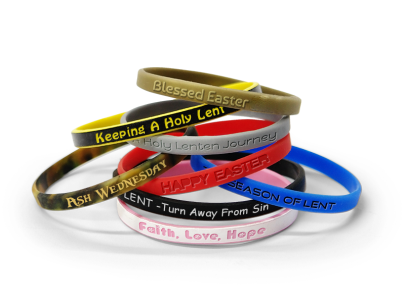 Blessed Easter
Keeping A Holy Lent
Holy Lenten Journey
HAPPY EASTER
ASH WEDNESDAY
SEASON OF LENT
LENT -Turn Away From Sin
Faith, Love, Hope